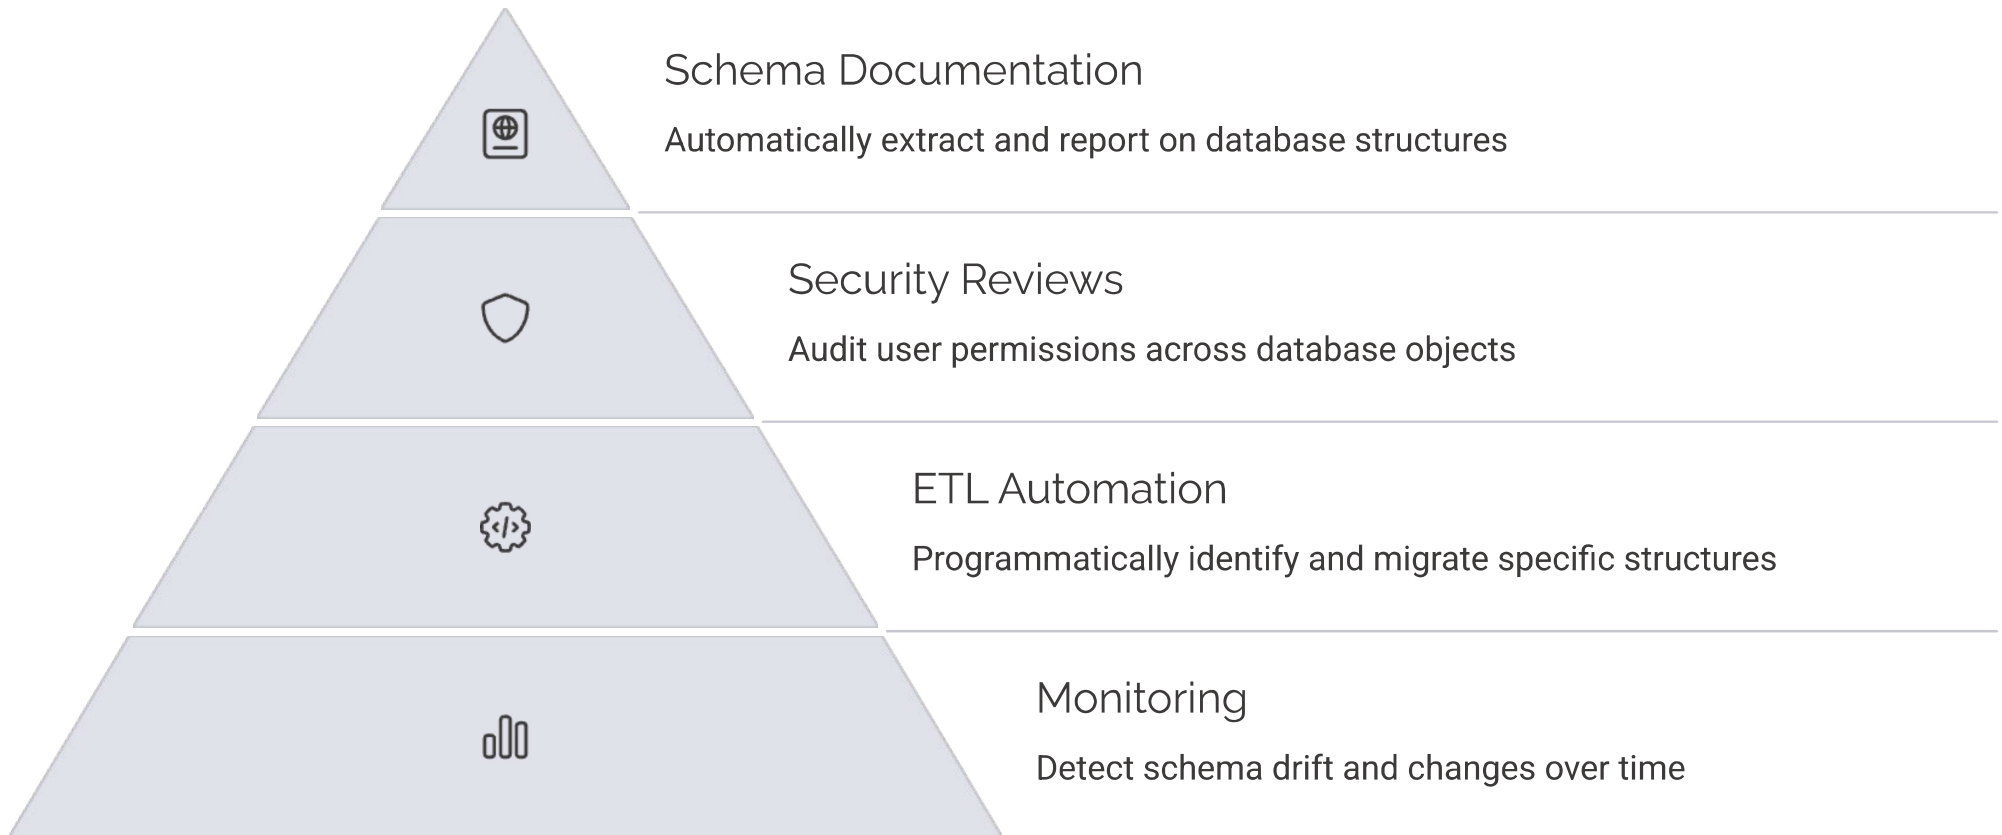 Schema Documentation
Automatically extract and report on database structures
Security Reviews
Audit user permissions across database objects
ETL Automation
Programmatically identify and migrate specific structures
Monitoring
Detect schema drift and changes over time